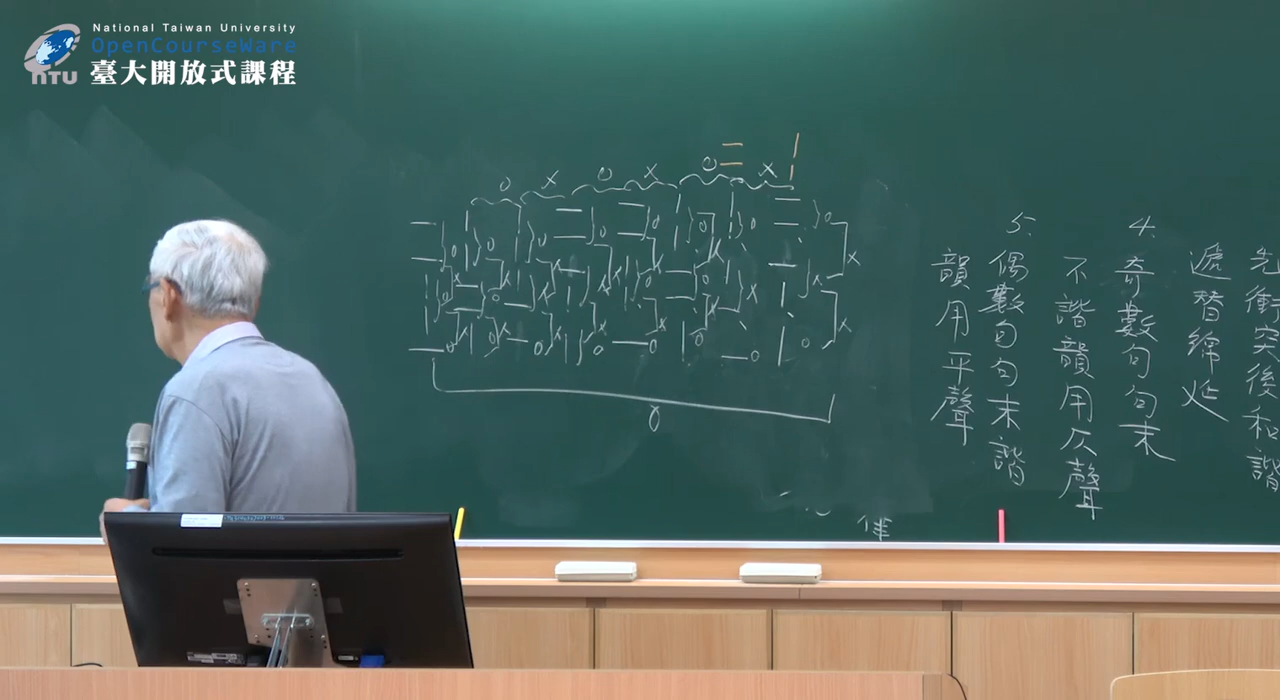 National Taiwan University
OpenCourseWare
NTU 臺大開放式課程
先衝突後和諧
遞替綿延
4.
奇數句句末
不諧韻用仄聲
5.
偶數句句末諧
韻用平聲